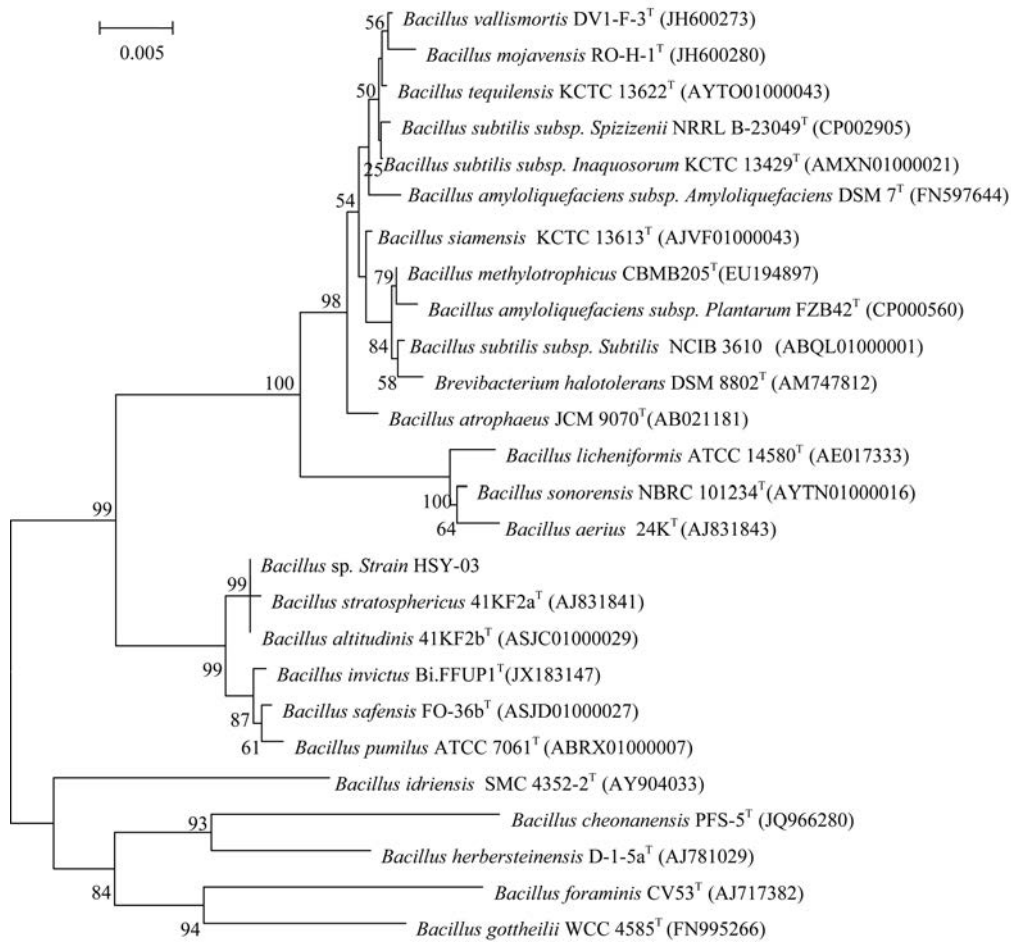 56 Bacillus vallismortis DV1-F-3ᵀ (JH600273)
0.005
Bacillus mojavensis RO-H-1ᵀ (JH600280)
50 Bacillus tequilensis KCTC 13622ᵀ (AYTO01000043)
Bacillus subtilis subsp. Spizizenii NRRL B-23049ᵀ (CP002905)
25 Bacillus subtilis subsp. Inaquosorum KCTC 13429ᵀ (AMXN01000021)
54 Bacillus amyloliquefaciens subsp. Amyloliquefaciens DSM 7ᵀ (FN597644)
Bacillus siamensis KCTC 13613ᵀ (AJVF01000043)
79 Bacillus methylotrophicus CBMB205ᵀ(EU194897)
98 Bacillus amyloliquefaciens subsp. Plantarum FZB42ᵀ (CP000560)
84 Bacillus subtilis subsp. Subtilis NCIB 3610 (ABQL01000001)
100 58 Brevibacterium halotolerans DSM 8802ᵀ (AM747812)
Bacillus atrophaeus JCM 9070ᵀ(AB021181)
Bacillus licheniformis ATCC 14580ᵀ (AE017333)
100 Bacillus sonorensis NBRC 101234ᵀ(AYTN01000016)
99 64 Bacillus aerius 24Kᵀ (AJ831843)
Bacillus sp. Strain HSY-03
99 Bacillus stratosphericus 41KF2aᵀ (AJ831841)
Bacillus altitudinis 41KF2bᵀ (ASJC01000029)
99 Bacillus invictus Bi.FFUP1ᵀ(JX183147)
87 Bacillus safensis FO-36bᵀ (ASJD01000027)
61 Bacillus pumilus ATCC 7061ᵀ (ABRX01000007)
Bacillus idriensis SMC 4352-2ᵀ (AY904033)
93 Bacillus cheonanensis PFS-5ᵀ (JQ966280)
Bacillus herbersteinensis D-1-5aᵀ (AJ781029)
84 Bacillus foraminis CV53ᵀ (AJ717382)
94 Bacillus gottheilii WCC 4585ᵀ (FN995266)